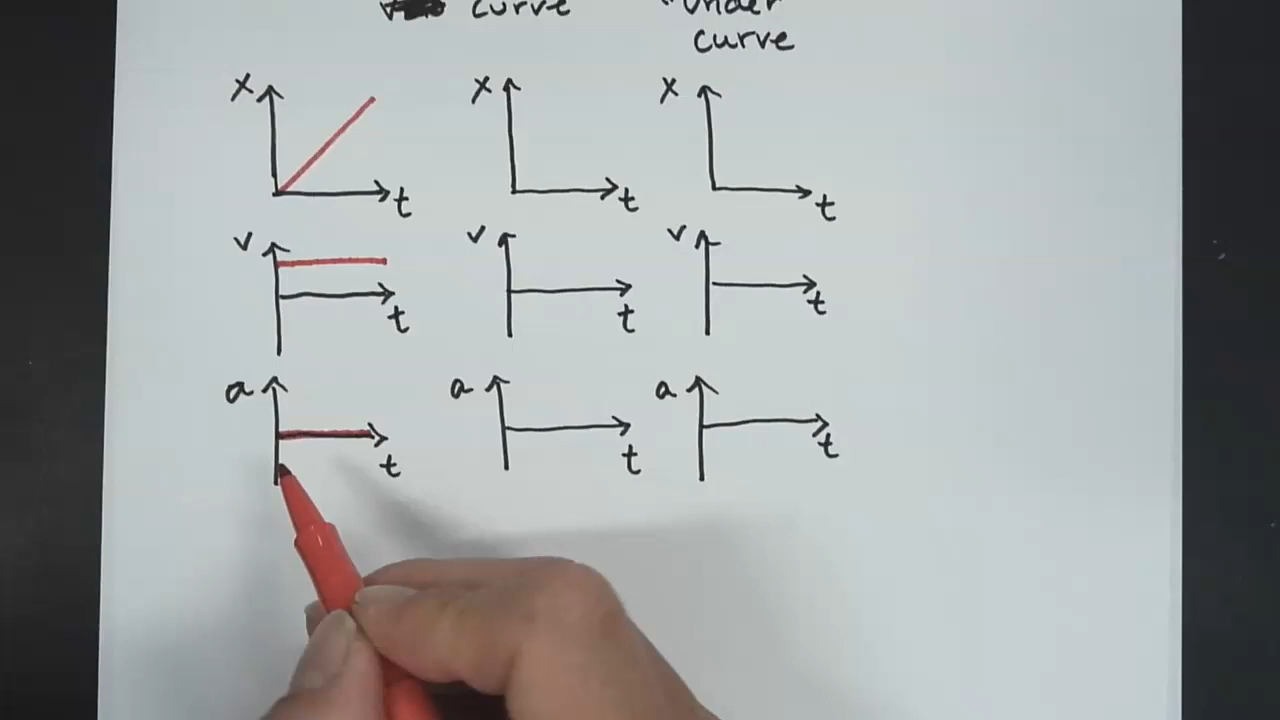 curve under
curve
x x x
t t t
v v v
t t t
a a a
t t t